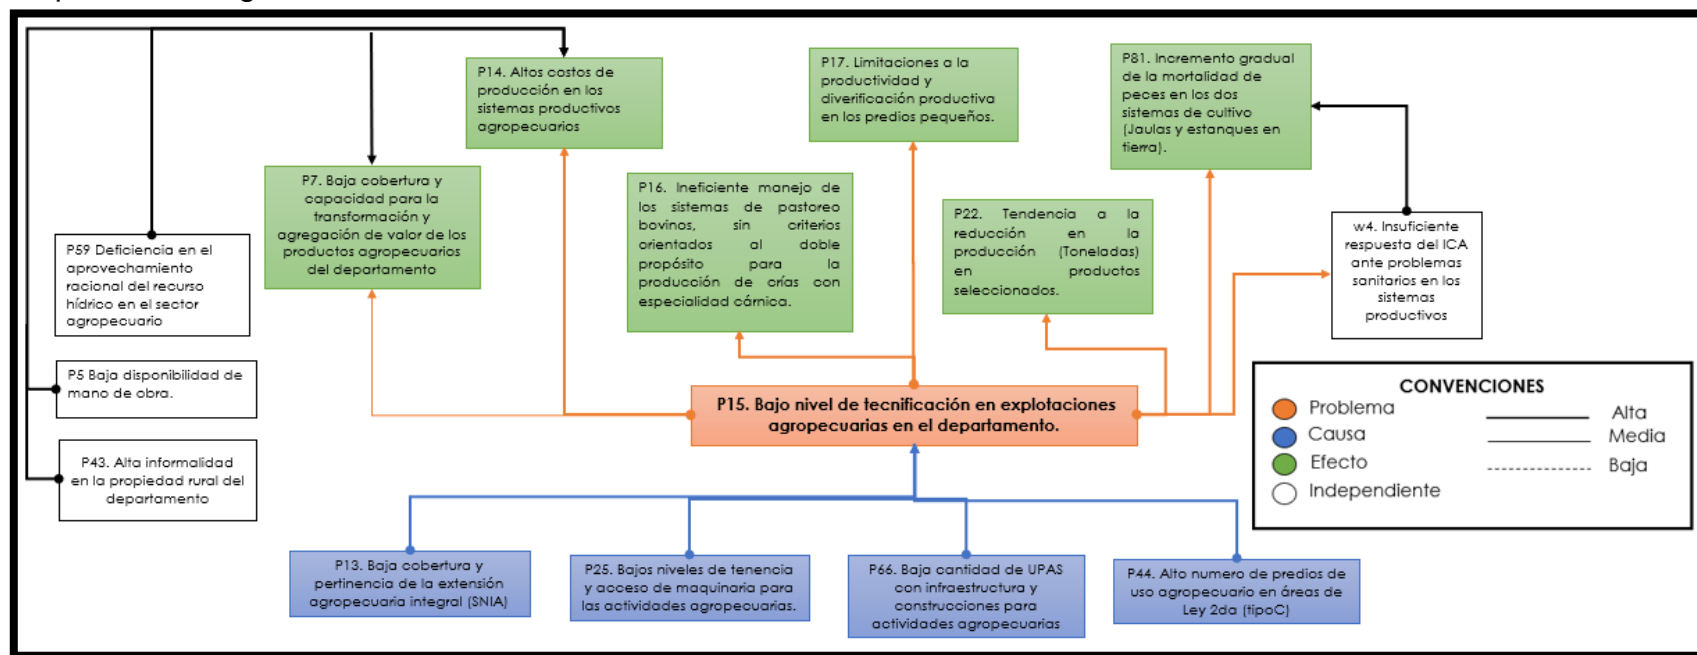 P14. Altos costos de
producción en los
sistemas productivos
agropecuarios
P17. Limitaciones a la
productividad y
diverificación productiva
en los predios pequeños.
P81. Incremento gradual
de la mortalidad de
peces en los dos
sistemas de cultivo
(Jaulas y estanques en
tierra).
P7. Baja cobertura y
capacidad para la
transformación y
agregación de valor de los
productos agropecuarios
del departamento
P16. Ineficiente manejo de
los sistemas de pastoreo
bovinos, sin criterios
orientados al doble
propósito para la
producción de crías con
especialidad cárnica.
P22. Tendencia a la
reducción en la
producción (Toneladas)
en productos
seleccionados.
w4. Insuficiente
respuesta del ICA
ante problemas
sanitarios en los
sistemas
productivos
P59 Deficiencia en el
aprovechamiento
racional del recurso
hídrico en el sector
agropecuario
P5 Baja disponibilidad de
mano de obra.
P43. Alta informalidad
en la propiedad rural del
departamento
P15. Bajo nivel de tecnificación en explotaciones
agropecuarias en el departamento.
CONVENCIONES
Problema
Causa
Efecto
Independiente
Alta
Media
Baja
P13. Baja cobertura y
pertinencia de la extensión
agropecuaria integral (SNIA)
P25. Bajos niveles de tenencia
y acceso de maquinaria para
las actividades agropecuarias.
P66. Baja cantidad de UPAS
con infraestructura y
construcciones para
actividades agropecuarias
P44. Alto numero de predios de
uso agropecuario en áreas de
Ley 2da (tipoC)